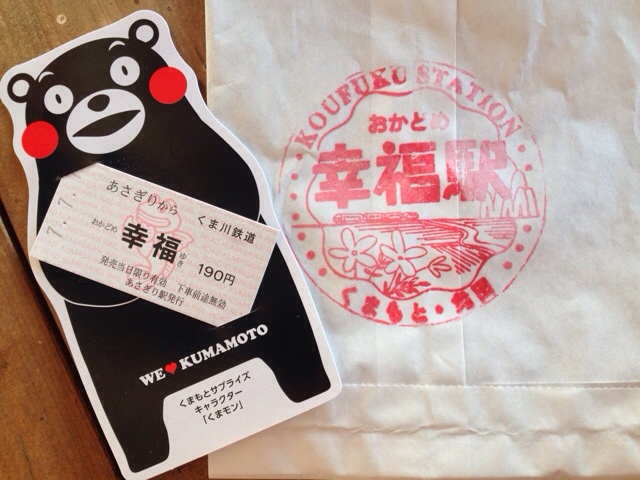 7.-7.
あさぎりから
くま川鉄道
おかどめ
幸福ゆき
190円
発売当日限り有効 下車前途無効
あさぎり駅発行
WE♥KUMAMOTO
くまもとサプライズ
キャラクター
「くまモン」
KOUFUKU STATION
おかどめ
幸福駅
くまもと・